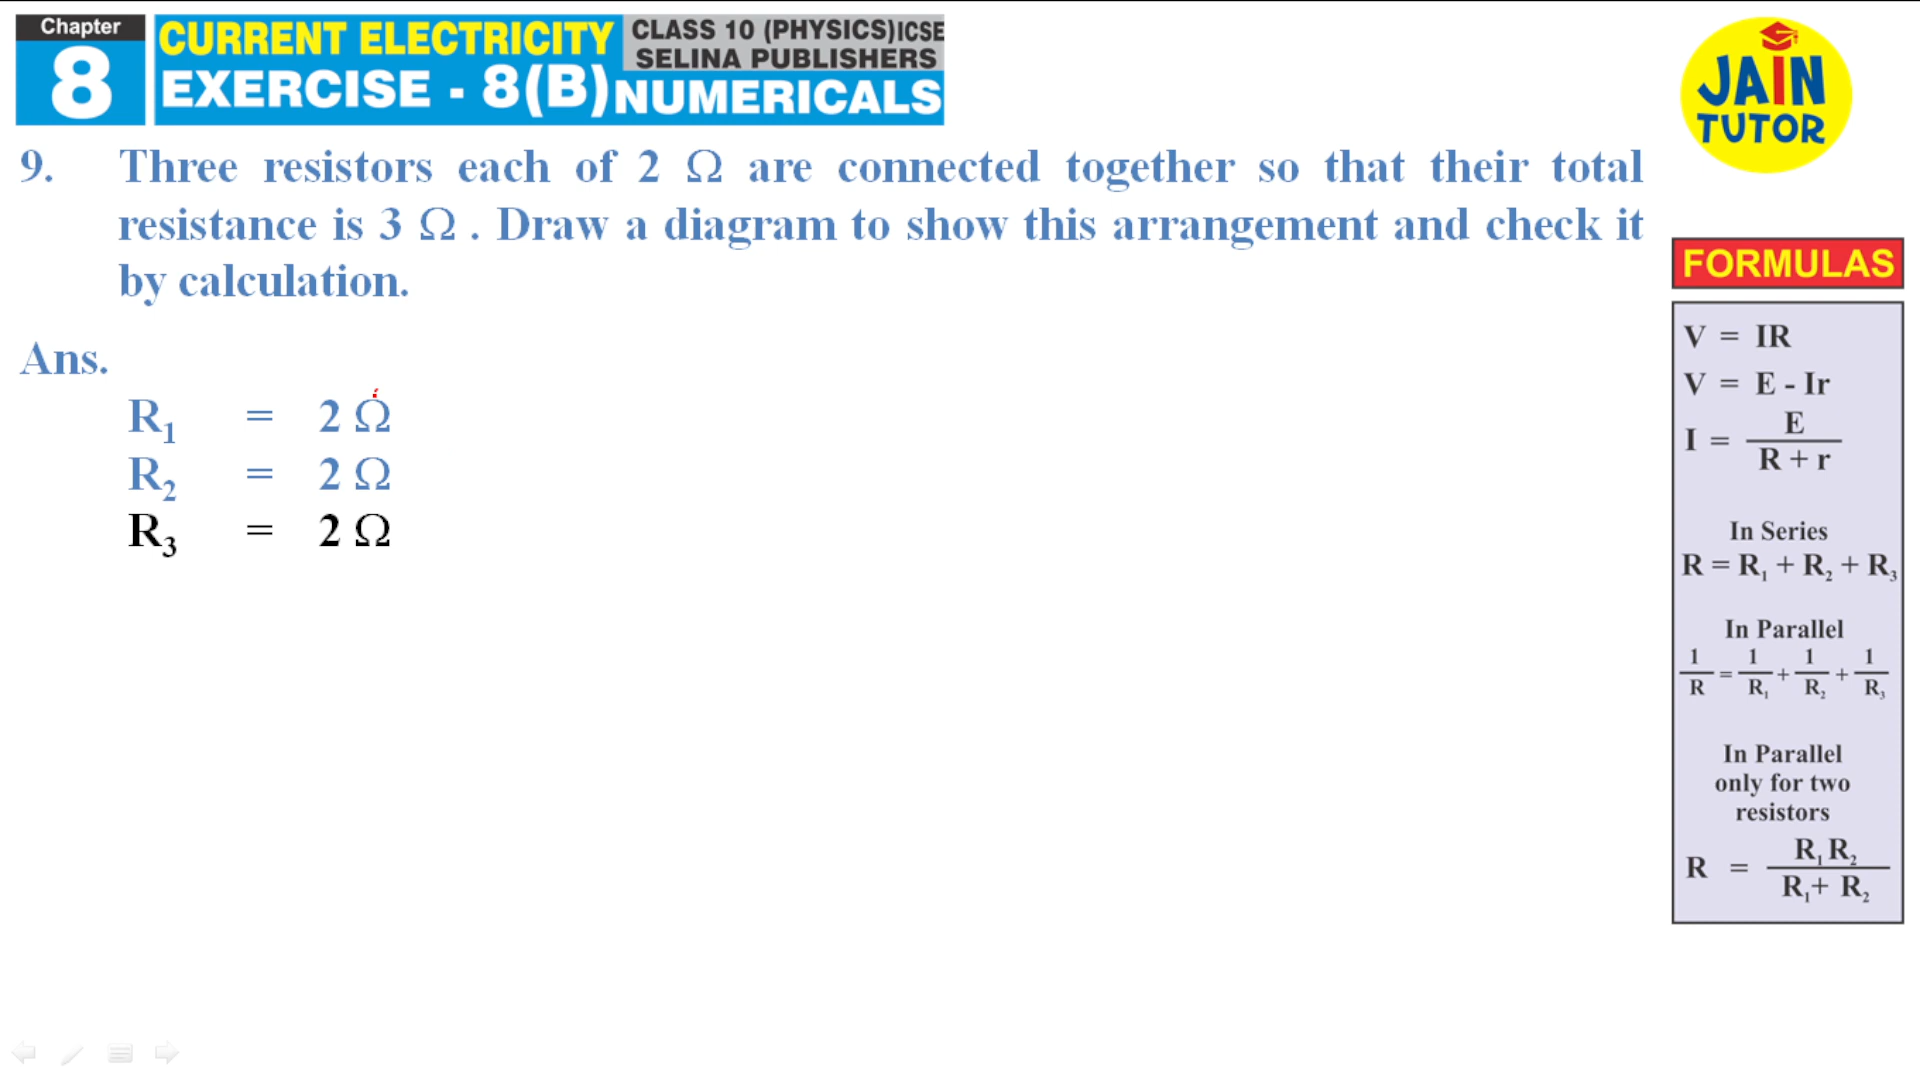 Chapter
8
CURRENT ELECTRICITY
CLASS 10 (PHYSICS)ICSE
SELINA PUBLISHERS
EXERCISE - 8(B) NUMERICALS
JAIN
TUTOR
9. Three resistors each of 2 Ω are connected together so that their total
resistance is 3 Ω . Draw a diagram to show this arrangement and check it
by calculation.
Ans.
R₁ = 2 Ω
R₂ = 2 Ω
R₃ = 2 Ω
FORMULAS
V = IR
V = E - Ir
I = E / R + r
In Series
R = R₁ + R₂ + R₃
In Parallel
1/R = 1/R₁ + 1/R₂ + 1/R₃
In Parallel
only for two
resistors
R = R₁ R₂ / R₁+ R₂